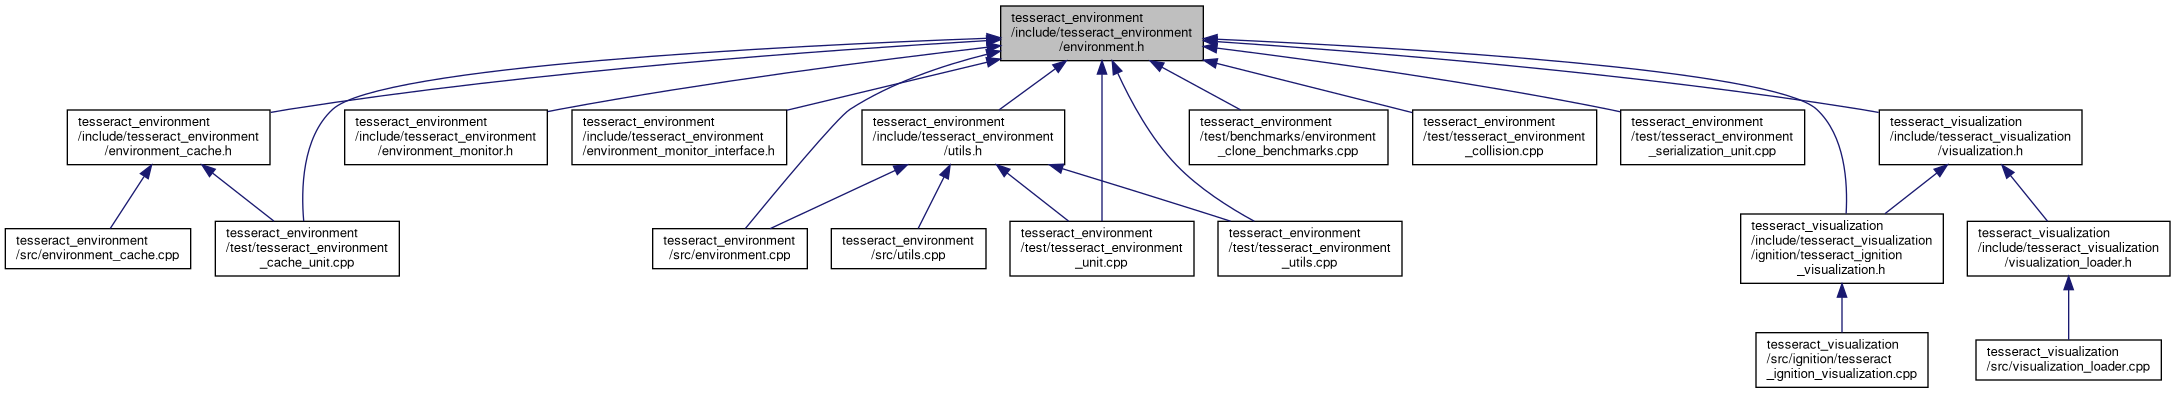 tesseract_environment
/include/tesseract_environment
/environment.h
tesseract_environment
/include/tesseract_environment
/environment_cache.h
tesseract_environment
/include/tesseract_environment
/environment_monitor.h
tesseract_environment
/include/tesseract_environment
/environment_monitor_interface.h
tesseract_environment
/include/tesseract_environment
/utils.h
tesseract_environment
/test/benchmarks/environment
_clone_benchmarks.cpp
tesseract_environment
/test/tesseract_environment
_collision.cpp
tesseract_environment
/test/tesseract_environment
_serialization_unit.cpp
tesseract_visualization
/include/tesseract_visualization
/visualization.h
tesseract_environment
/src/environment_cache.cpp
tesseract_environment
/test/tesseract_environment
_cache_unit.cpp
tesseract_environment
/src/environment.cpp
tesseract_environment
/src/utils.cpp
tesseract_environment
/test/tesseract_environment
_unit.cpp
tesseract_environment
/test/tesseract_environment
_utils.cpp
tesseract_visualization
/include/tesseract_visualization
/ignition/tesseract_ignition
_visualization.h
tesseract_visualization
/include/tesseract_visualization
/visualization_loader.h
tesseract_visualization
/src/ignition/tesseract
_ignition_visualization.cpp
tesseract_visualization
/src/visualization_loader.cpp